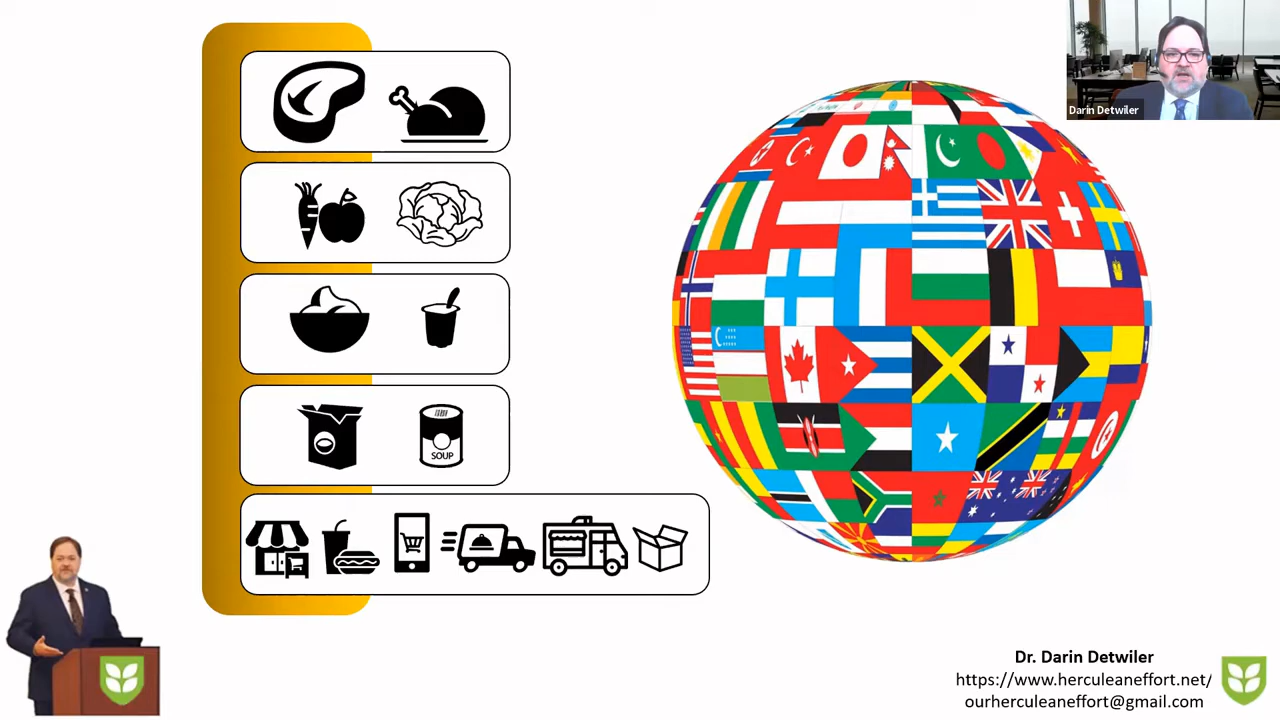 Darin Detwiler
SOUP
Dr. Darin Detwiler
https://www.herculeaneffort.net/
ourherculeaneffort@gmail.com